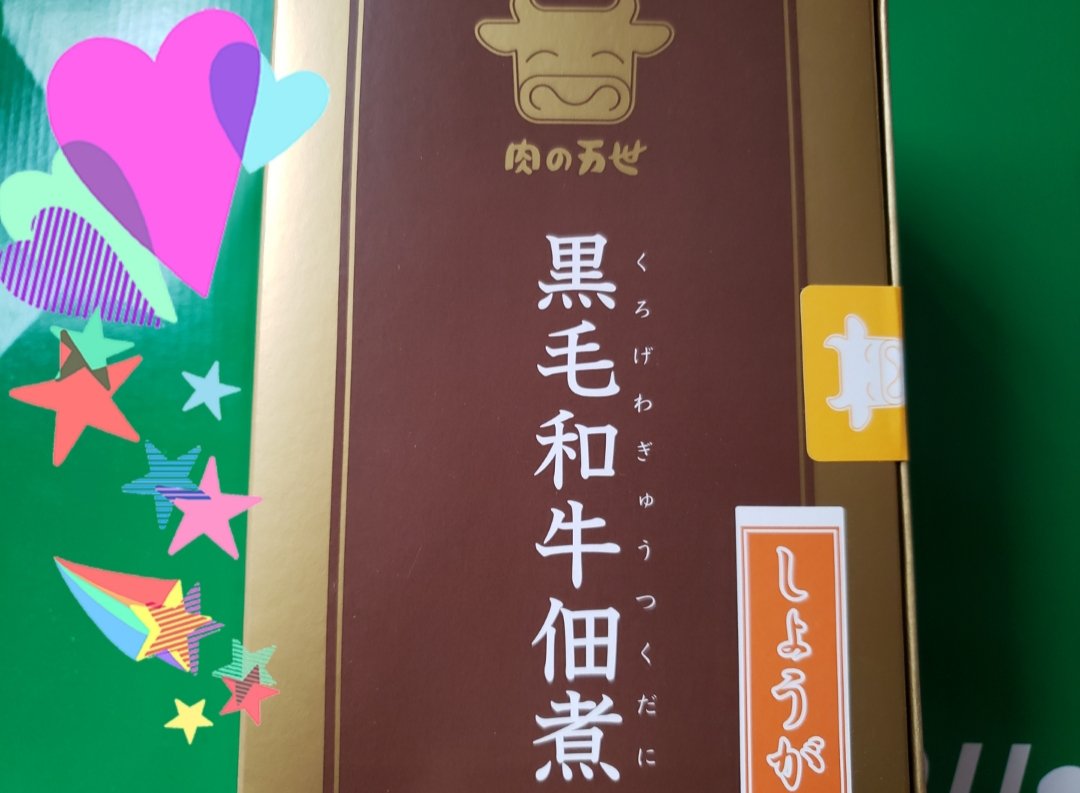 肉の万世
黒毛和牛佃煮
くろげわぎゅうつくだに
しょうが